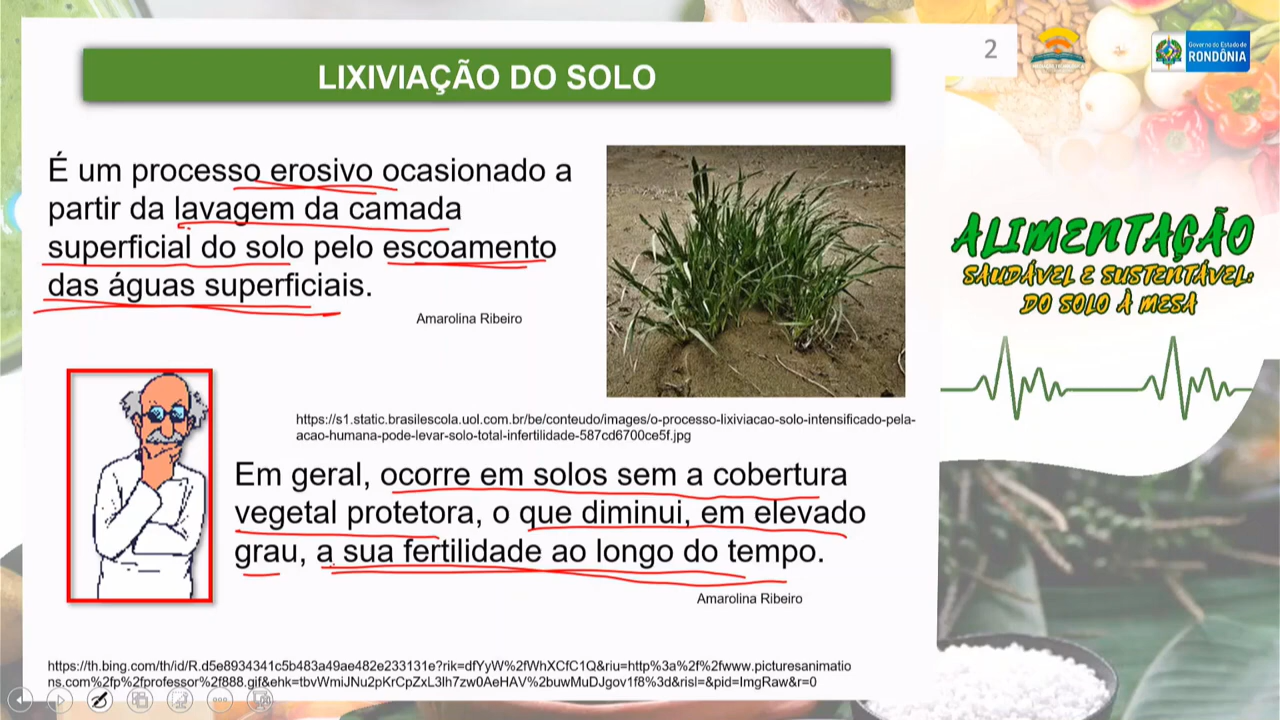 2
Governo do Estado de
RONDÔNIA
LIXIVIAÇÃO DO SOLO
É um processo erosivo ocasionado a
partir da lavagem da camada
superficial do solo pelo escoamento
das águas superficiais.
Amarolina Ribeiro
ALIMENTAÇÃO
SAUDÁVEL E SUSTENTÁVEL:
DO SOLO À MESA
https://s1.static.brasilescola.uol.com.br/be/conteudo/images/o-processo-lixiviacao-solo-intensificado-pela-
acao-humana-pode-levar-solo-total-infertilidade-587cd6700ce5f.jpg
Em geral, ocorre em solos sem a cobertura
vegetal protetora, o que diminui, em elevado
grau, a sua fertilidade ao longo do tempo.
Amarolina Ribeiro
https://th.bing.com/th/id/R.d5e8934341c5b483a49ae482e233131e?rik=dfYyW%2fWhXCfC1Q&riu=http%3a%2f%2fwww.picturesanimatio
ns.com%2fp%2fprofessor%2f888.gif&ehk=tbvWmiJNu2pKrCpZxL3lh7zw0AeHAV%2buwMuDJgov1f8%3d&risl=&pid=ImgRaw&r=0